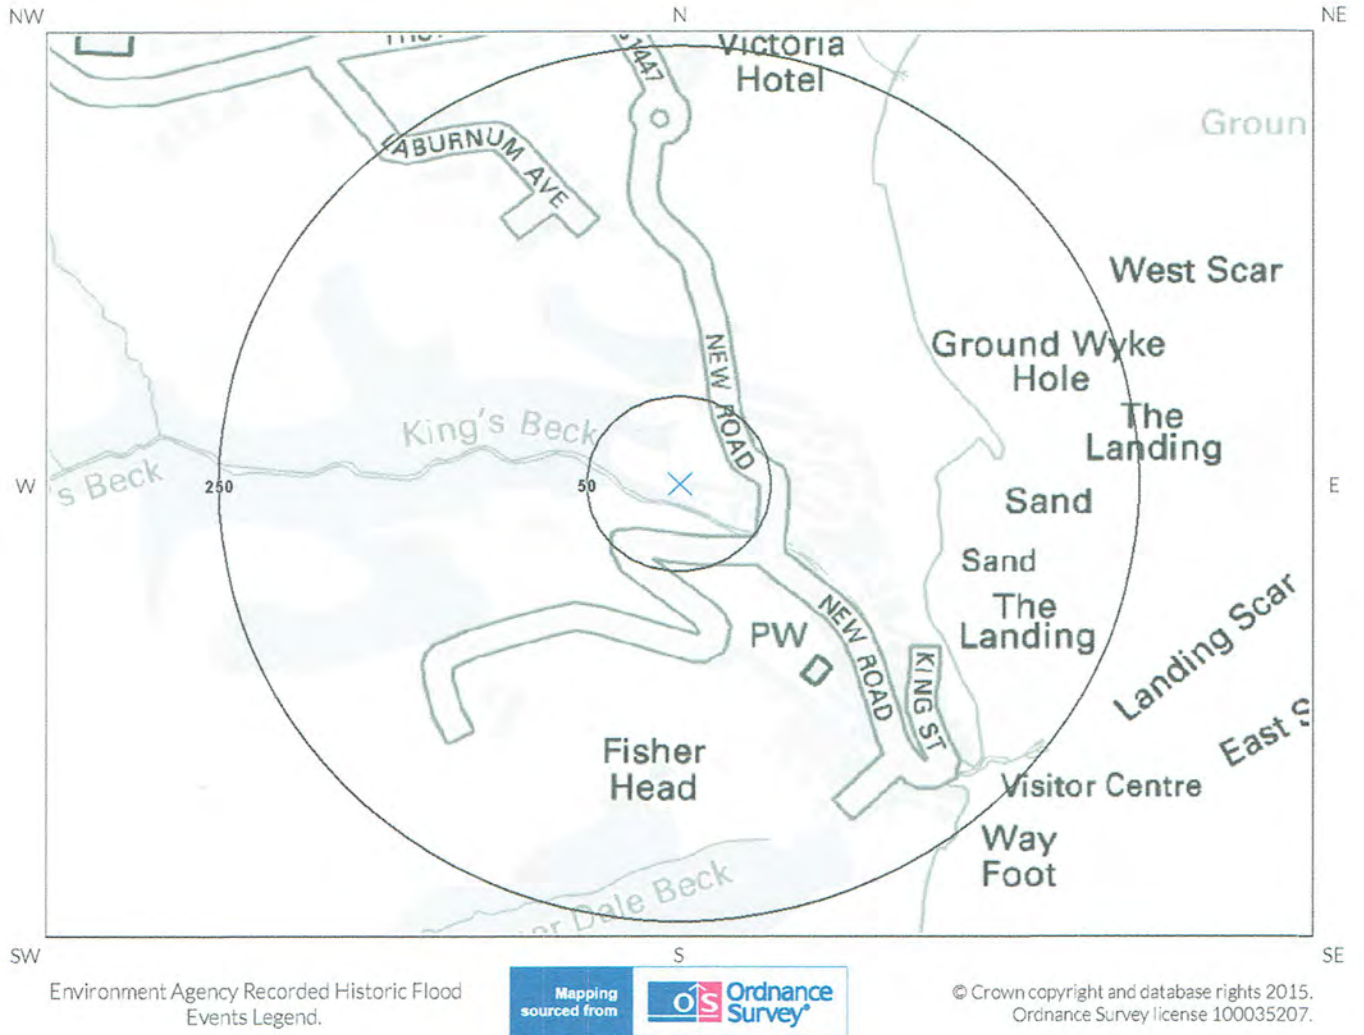 NW
N
NE
Victoria
Hotel
Groun
LABURNUM AVE
West Scar
NEW ROAD
Ground Wyke
Hole
The
Landing
King's Beck
W
's Beck
250
50
E
Sand
Sand
The
Landing
PW
NEW ROAD
KING ST
Landing Scar
East S
Fisher
Head
Visitor Centre
Way
Foot
Dale Beck
SW
S
SE
Environment Agency Recorded Historic Flood
Events Legend.
Mapping
sourced from
OS
Ordnance
Survey
© Crown copyright and database rights 2015.
Ordnance Survey license 100035207.